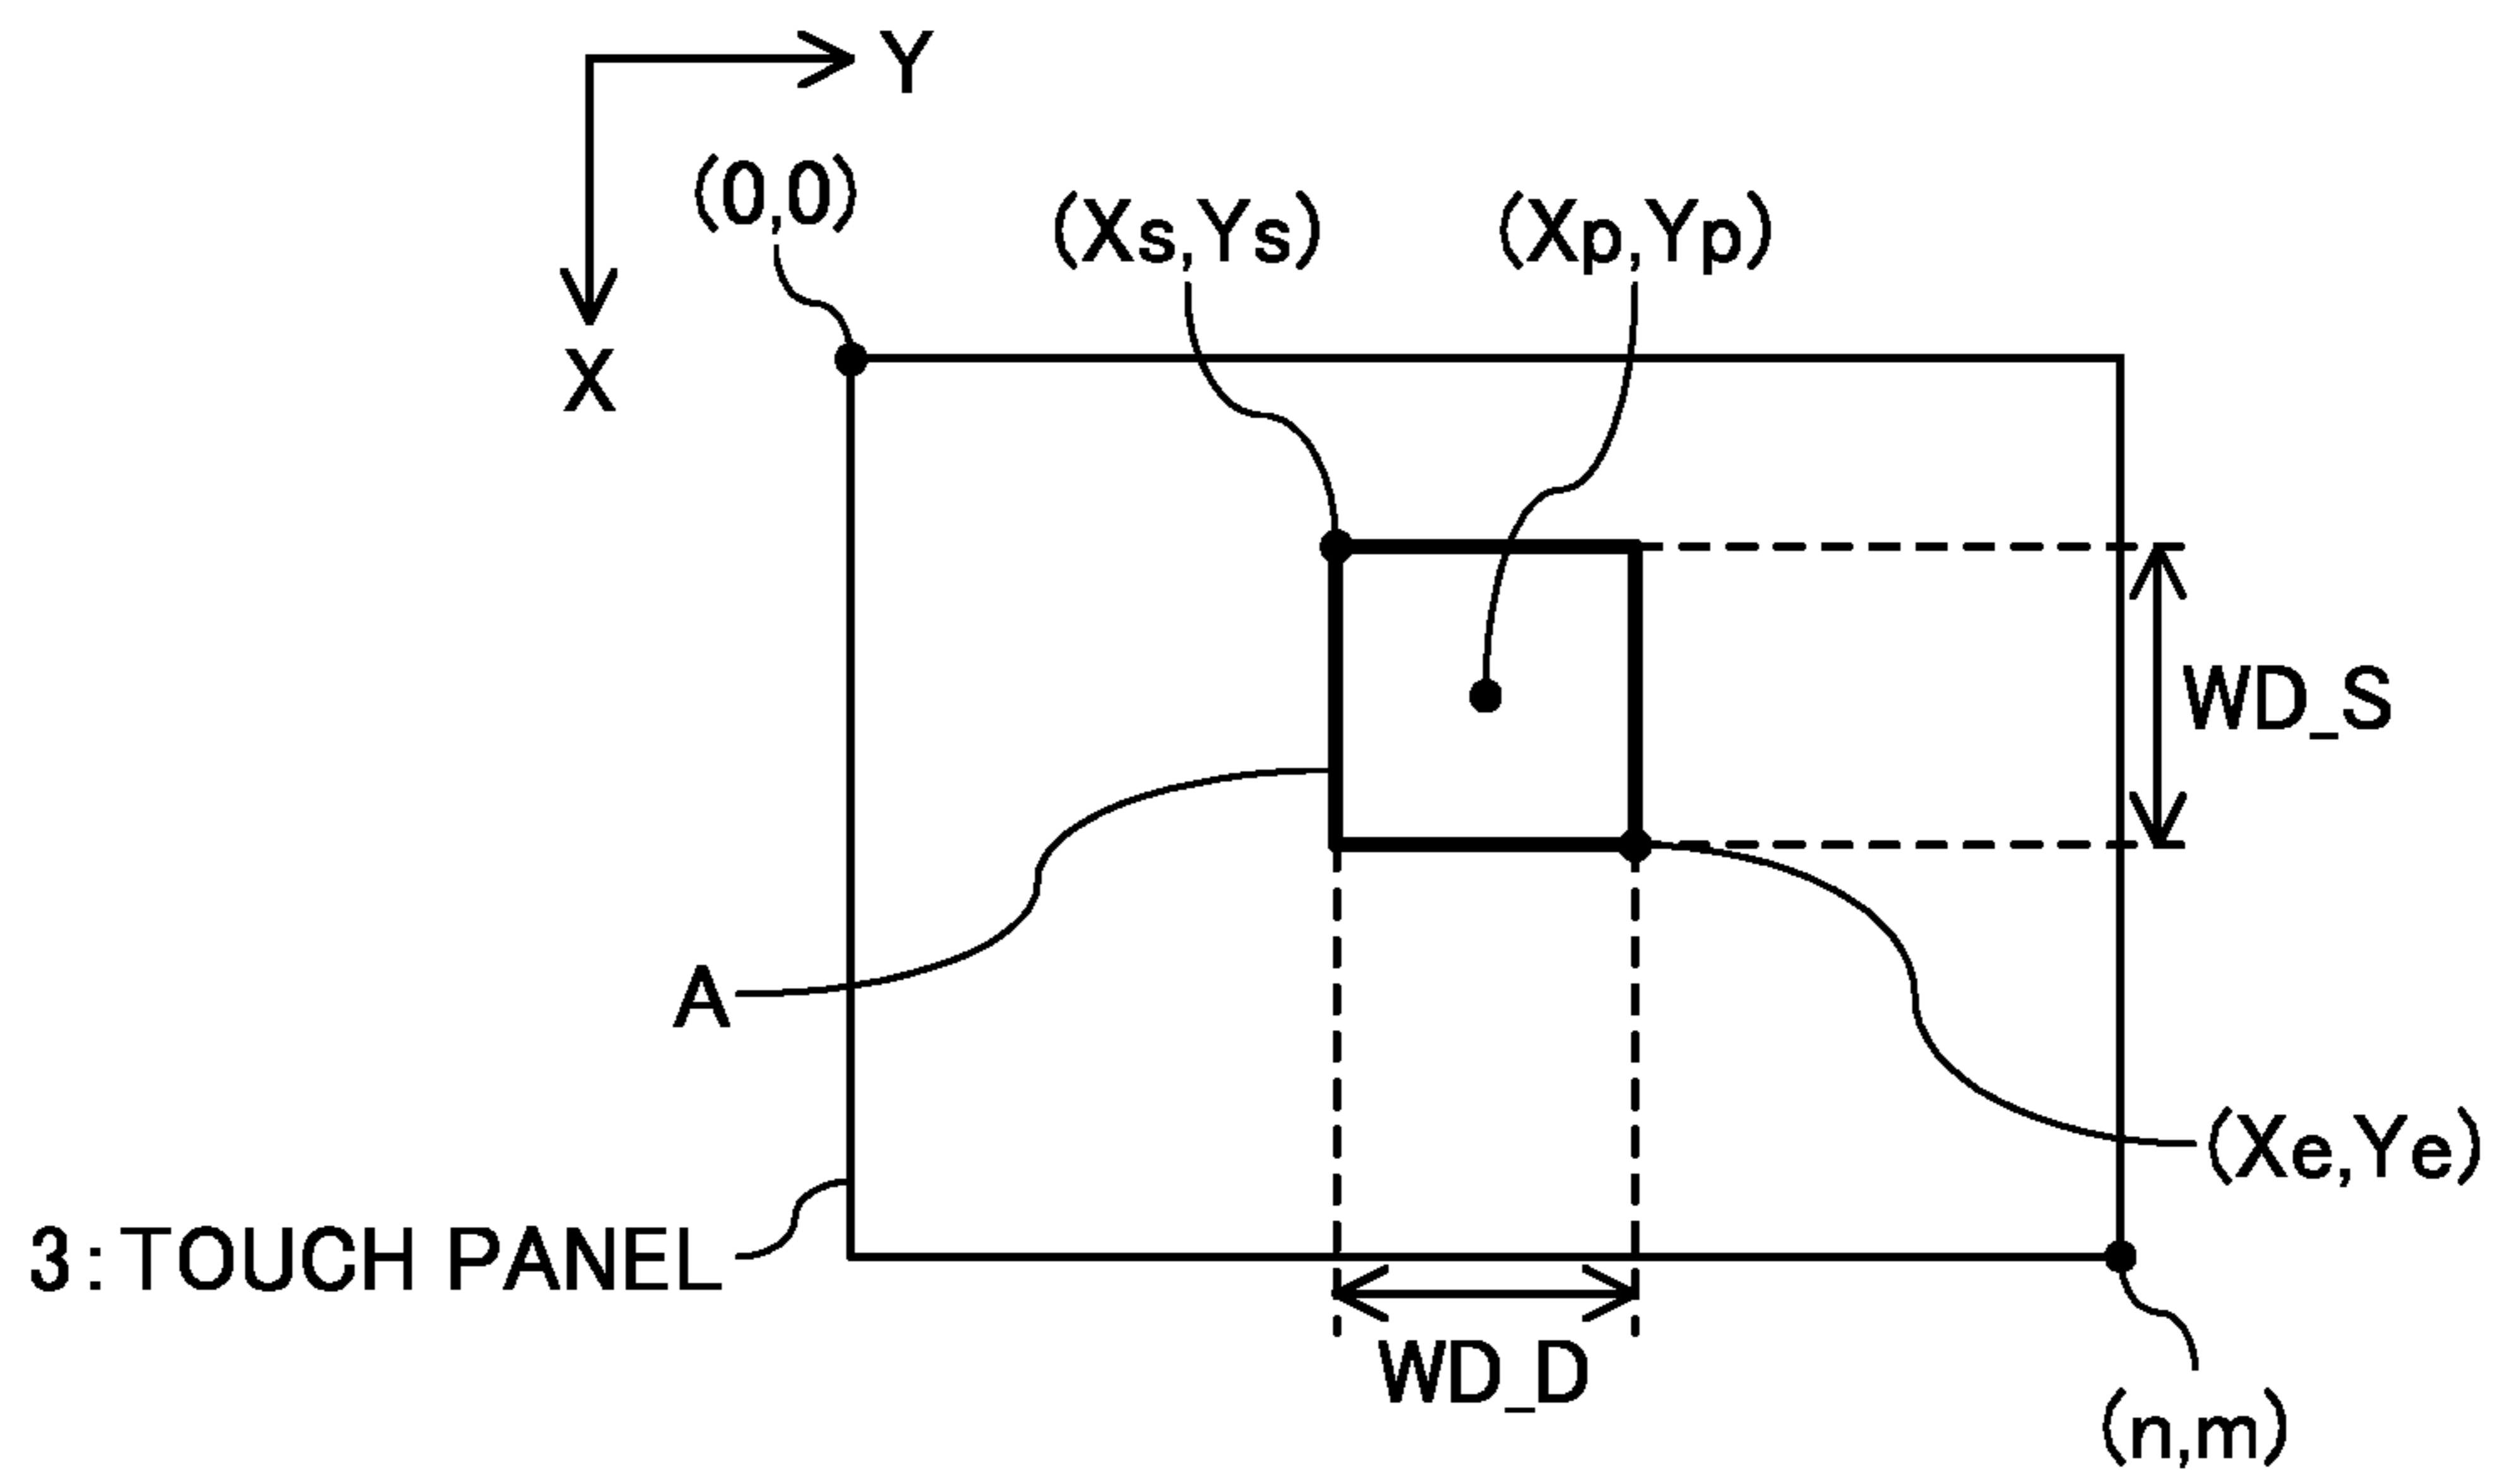 Y
X
(0,0)
(Xs,Ys)
(Xp,Yp)
WD_S
A
(Xe,Ye)
3: TOUCH PANEL
WD_D
(n,m)